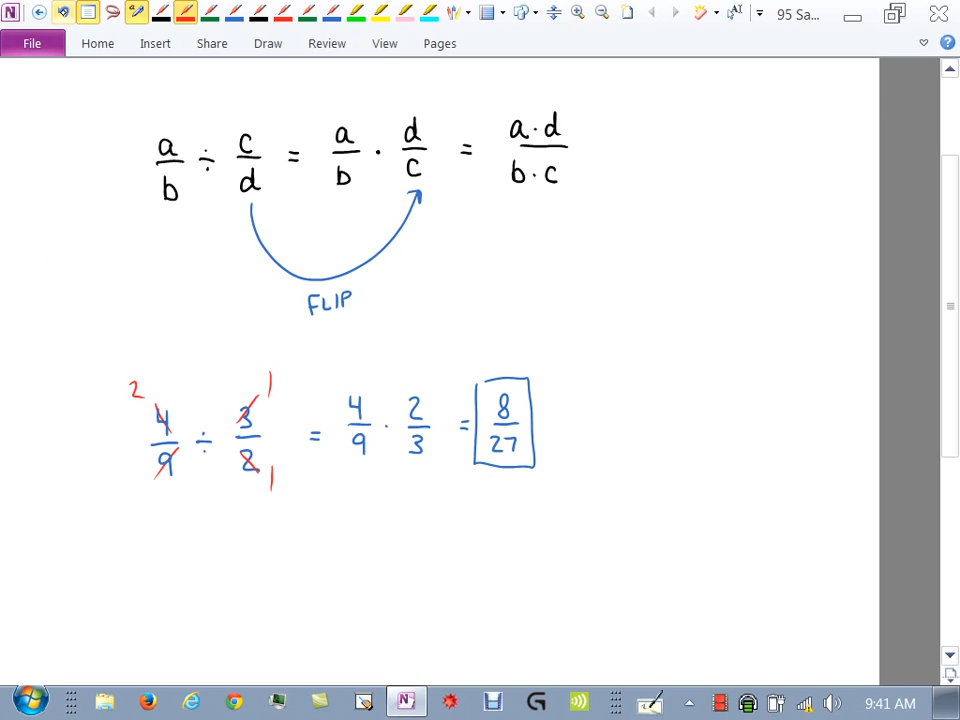 95 Sa...
File Home Insert Share Draw Review View Pages
a/b ÷ c/d = a/b · d/c = a·d/b·c
FLIP
2 1
4/9 ÷ 3/2 = 4/9 · 2/3 = 8/27
1
9:41 AM